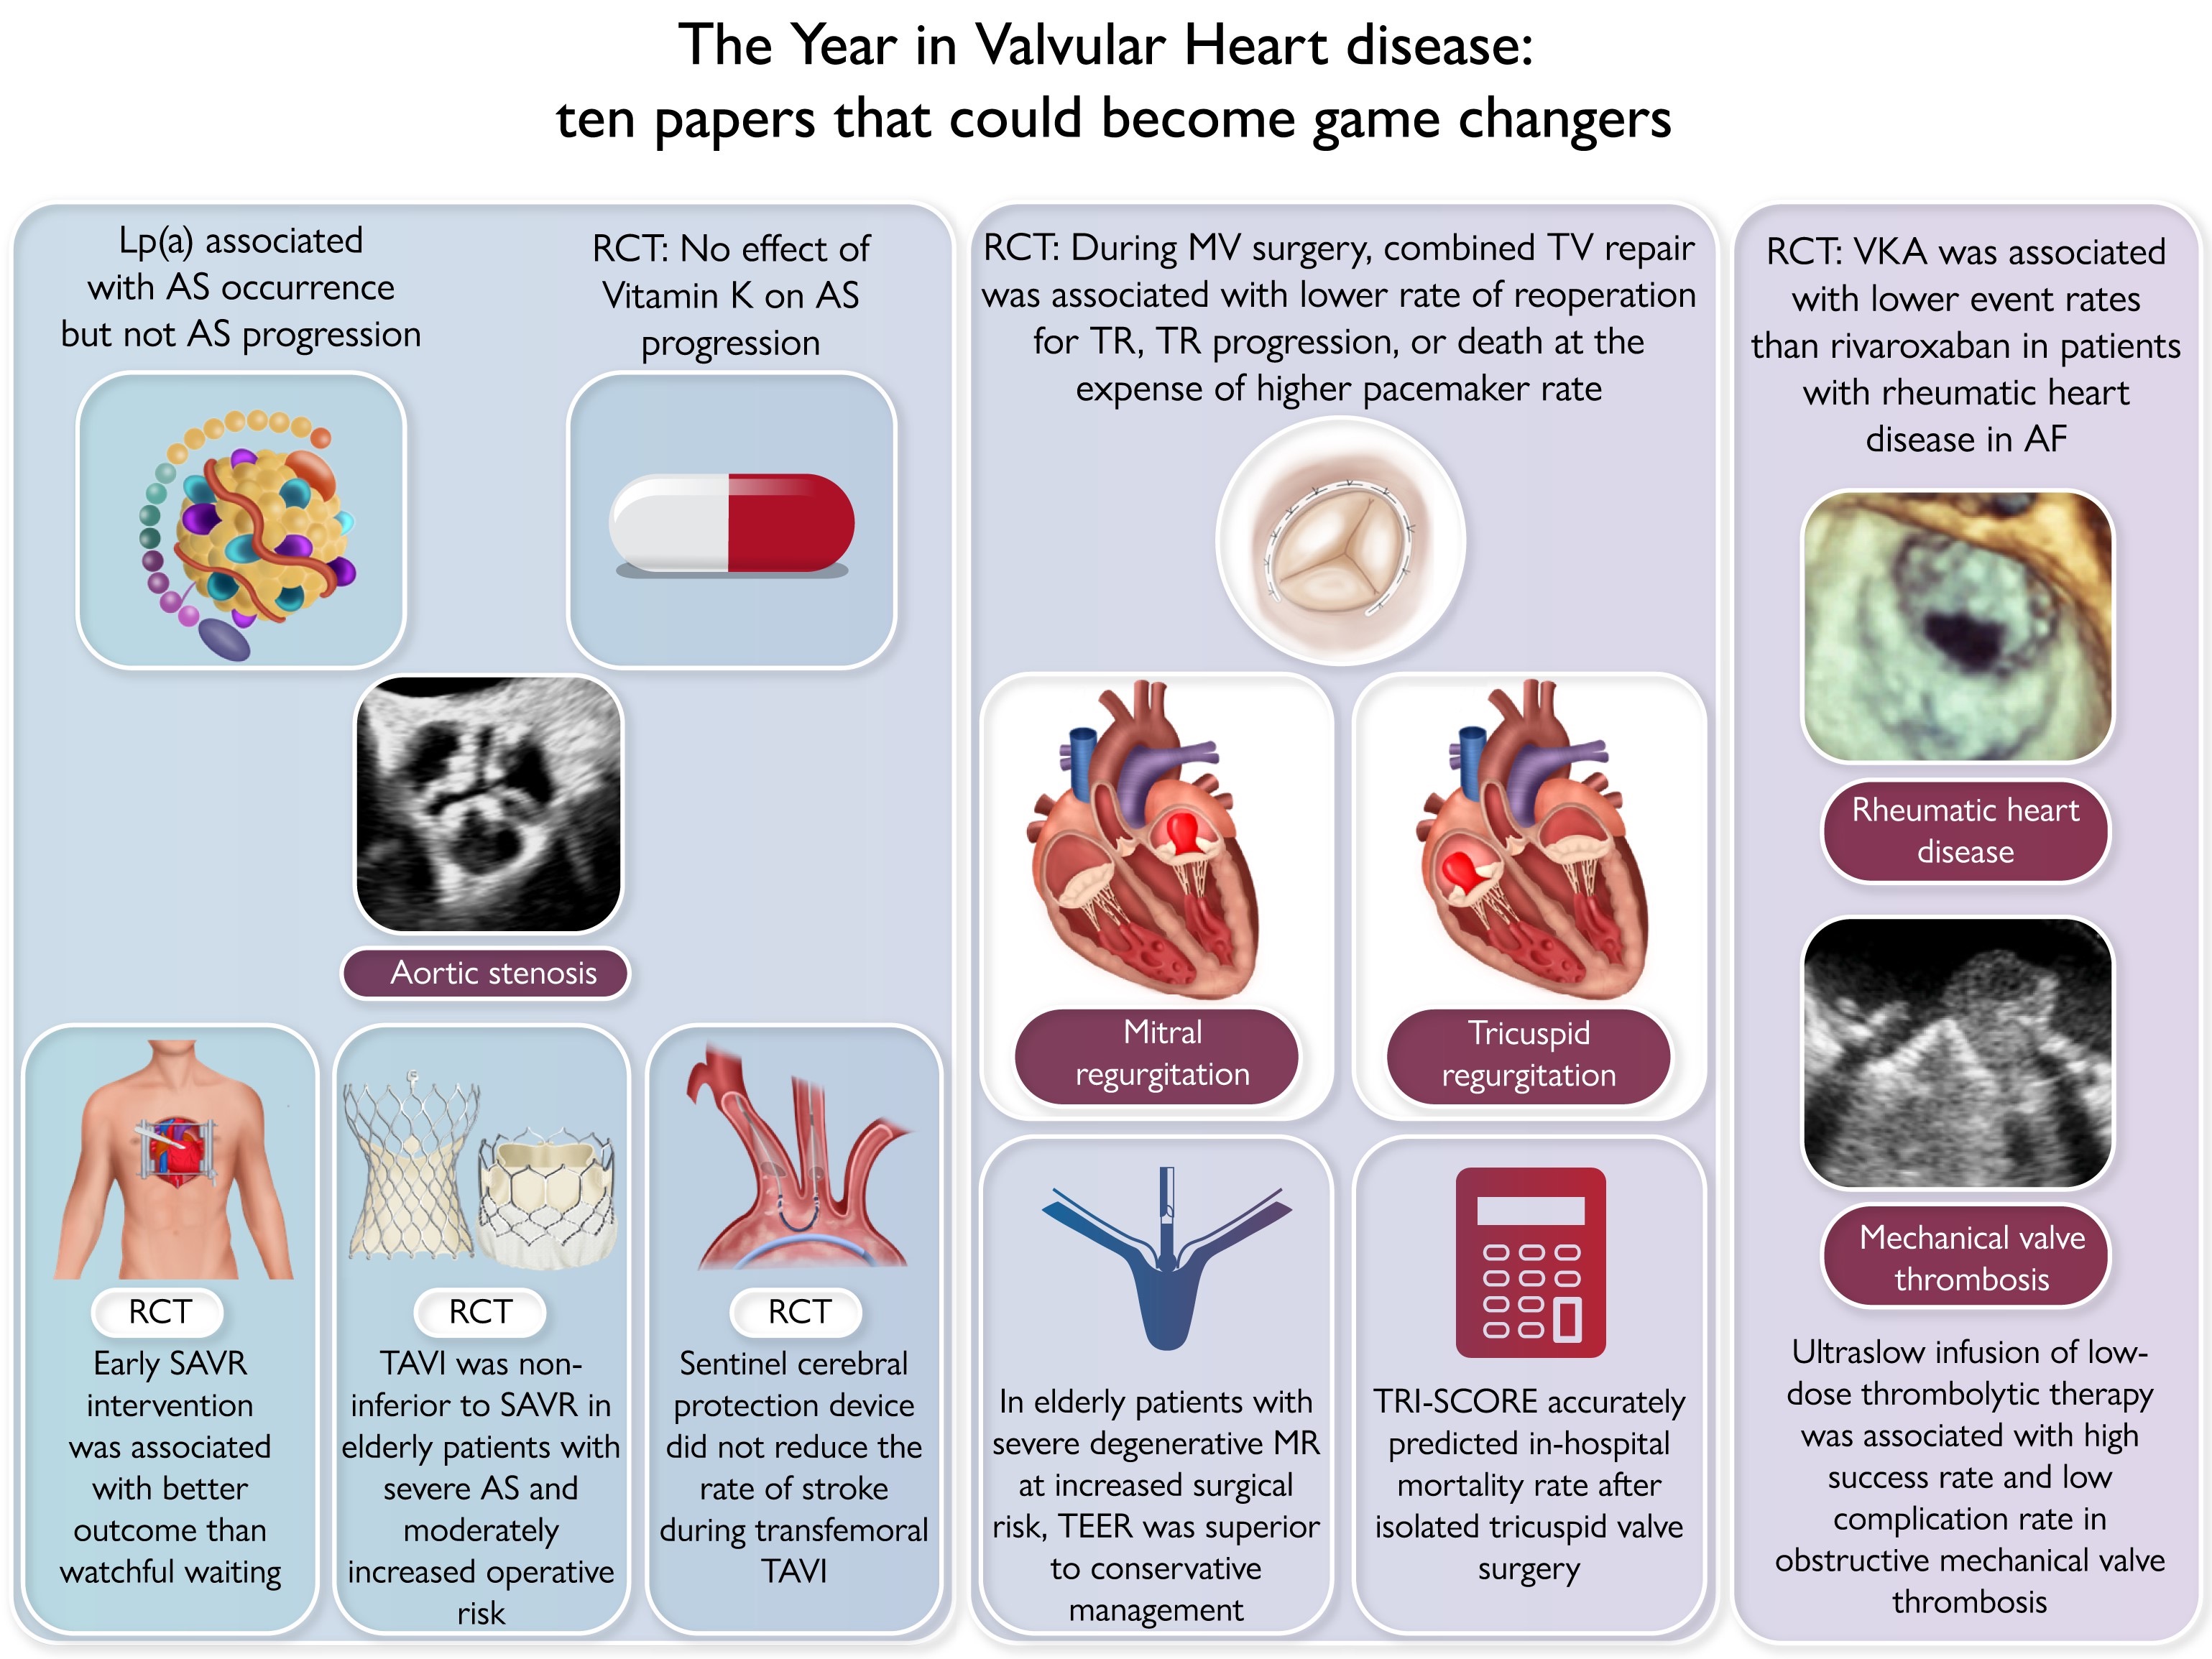 The Year in Valvular Heart disease:
ten papers that could become game changers
Lp(a) associated
with AS occurrence
but not AS progression
RCT: No effect of
Vitamin K on AS
progression
Aortic stenosis
RCT
Early SAVR
intervention
was associated
with better
outcome than
watchful waiting
RCT
TAVI was non-
inferior to SAVR in
elderly patients with
severe AS and
moderately
increased operative
risk
RCT
Sentinel cerebral
protection device
did not reduce the
rate of stroke
during transfemoral
TAVI
RCT: During MV surgery, combined TV repair
was associated with lower rate of reoperation
for TR, TR progression, or death at the
expense of higher pacemaker rate
Mitral
regurgitation
Tricuspid
regurgitation
In elderly patients with
severe degenerative MR
at increased surgical
risk, TEER was superior
to conservative
management
TRI-SCORE accurately
predicted in-hospital
mortality rate after
isolated tricuspid valve
surgery
RCT: VKA was associated
with lower event rates
than rivaroxaban in patients
with rheumatic heart
disease in AF
Rheumatic heart
disease
Mechanical valve
thrombosis
Ultraslow infusion of low-
dose thrombolytic therapy
was associated with high
success rate and low
complication rate in
obstructive mechanical valve
thrombosis